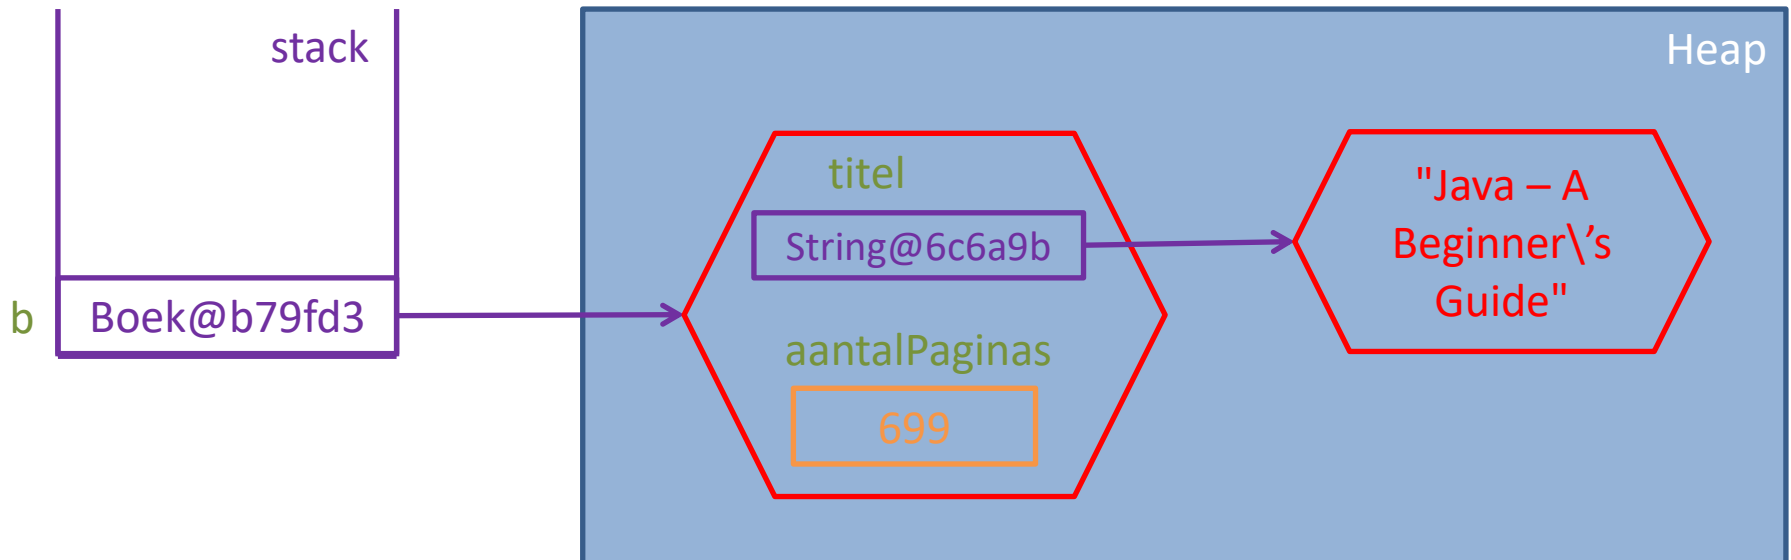 stack
Heap
b
Boek@b79fd3
titel
String@6c6a9b
aantalPaginas
699
"Java – A
Beginner\’s
Guide"